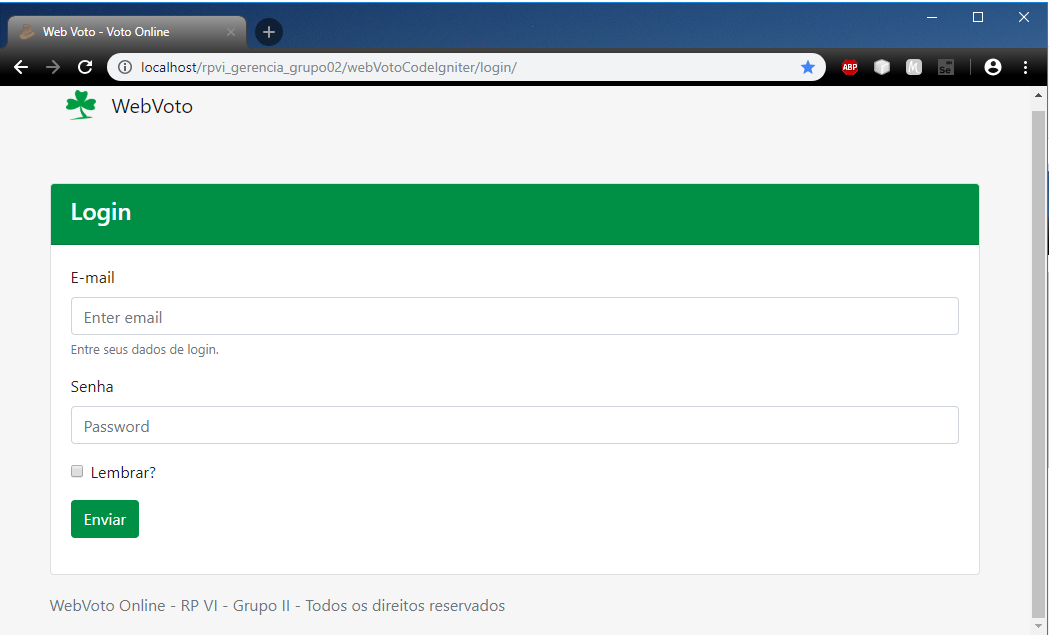 Web Voto - Voto Online
localhost/rpvi_gerencia_grupo02/webVotoCodeIgniter/login/
ABP
M
Se
WebVoto
Login
E-mail
Enter email
Entre seus dados de login.
Senha
Password
Lembrar?
Enviar
WebVoto Online - RP VI - Grupo II - Todos os direitos reservados